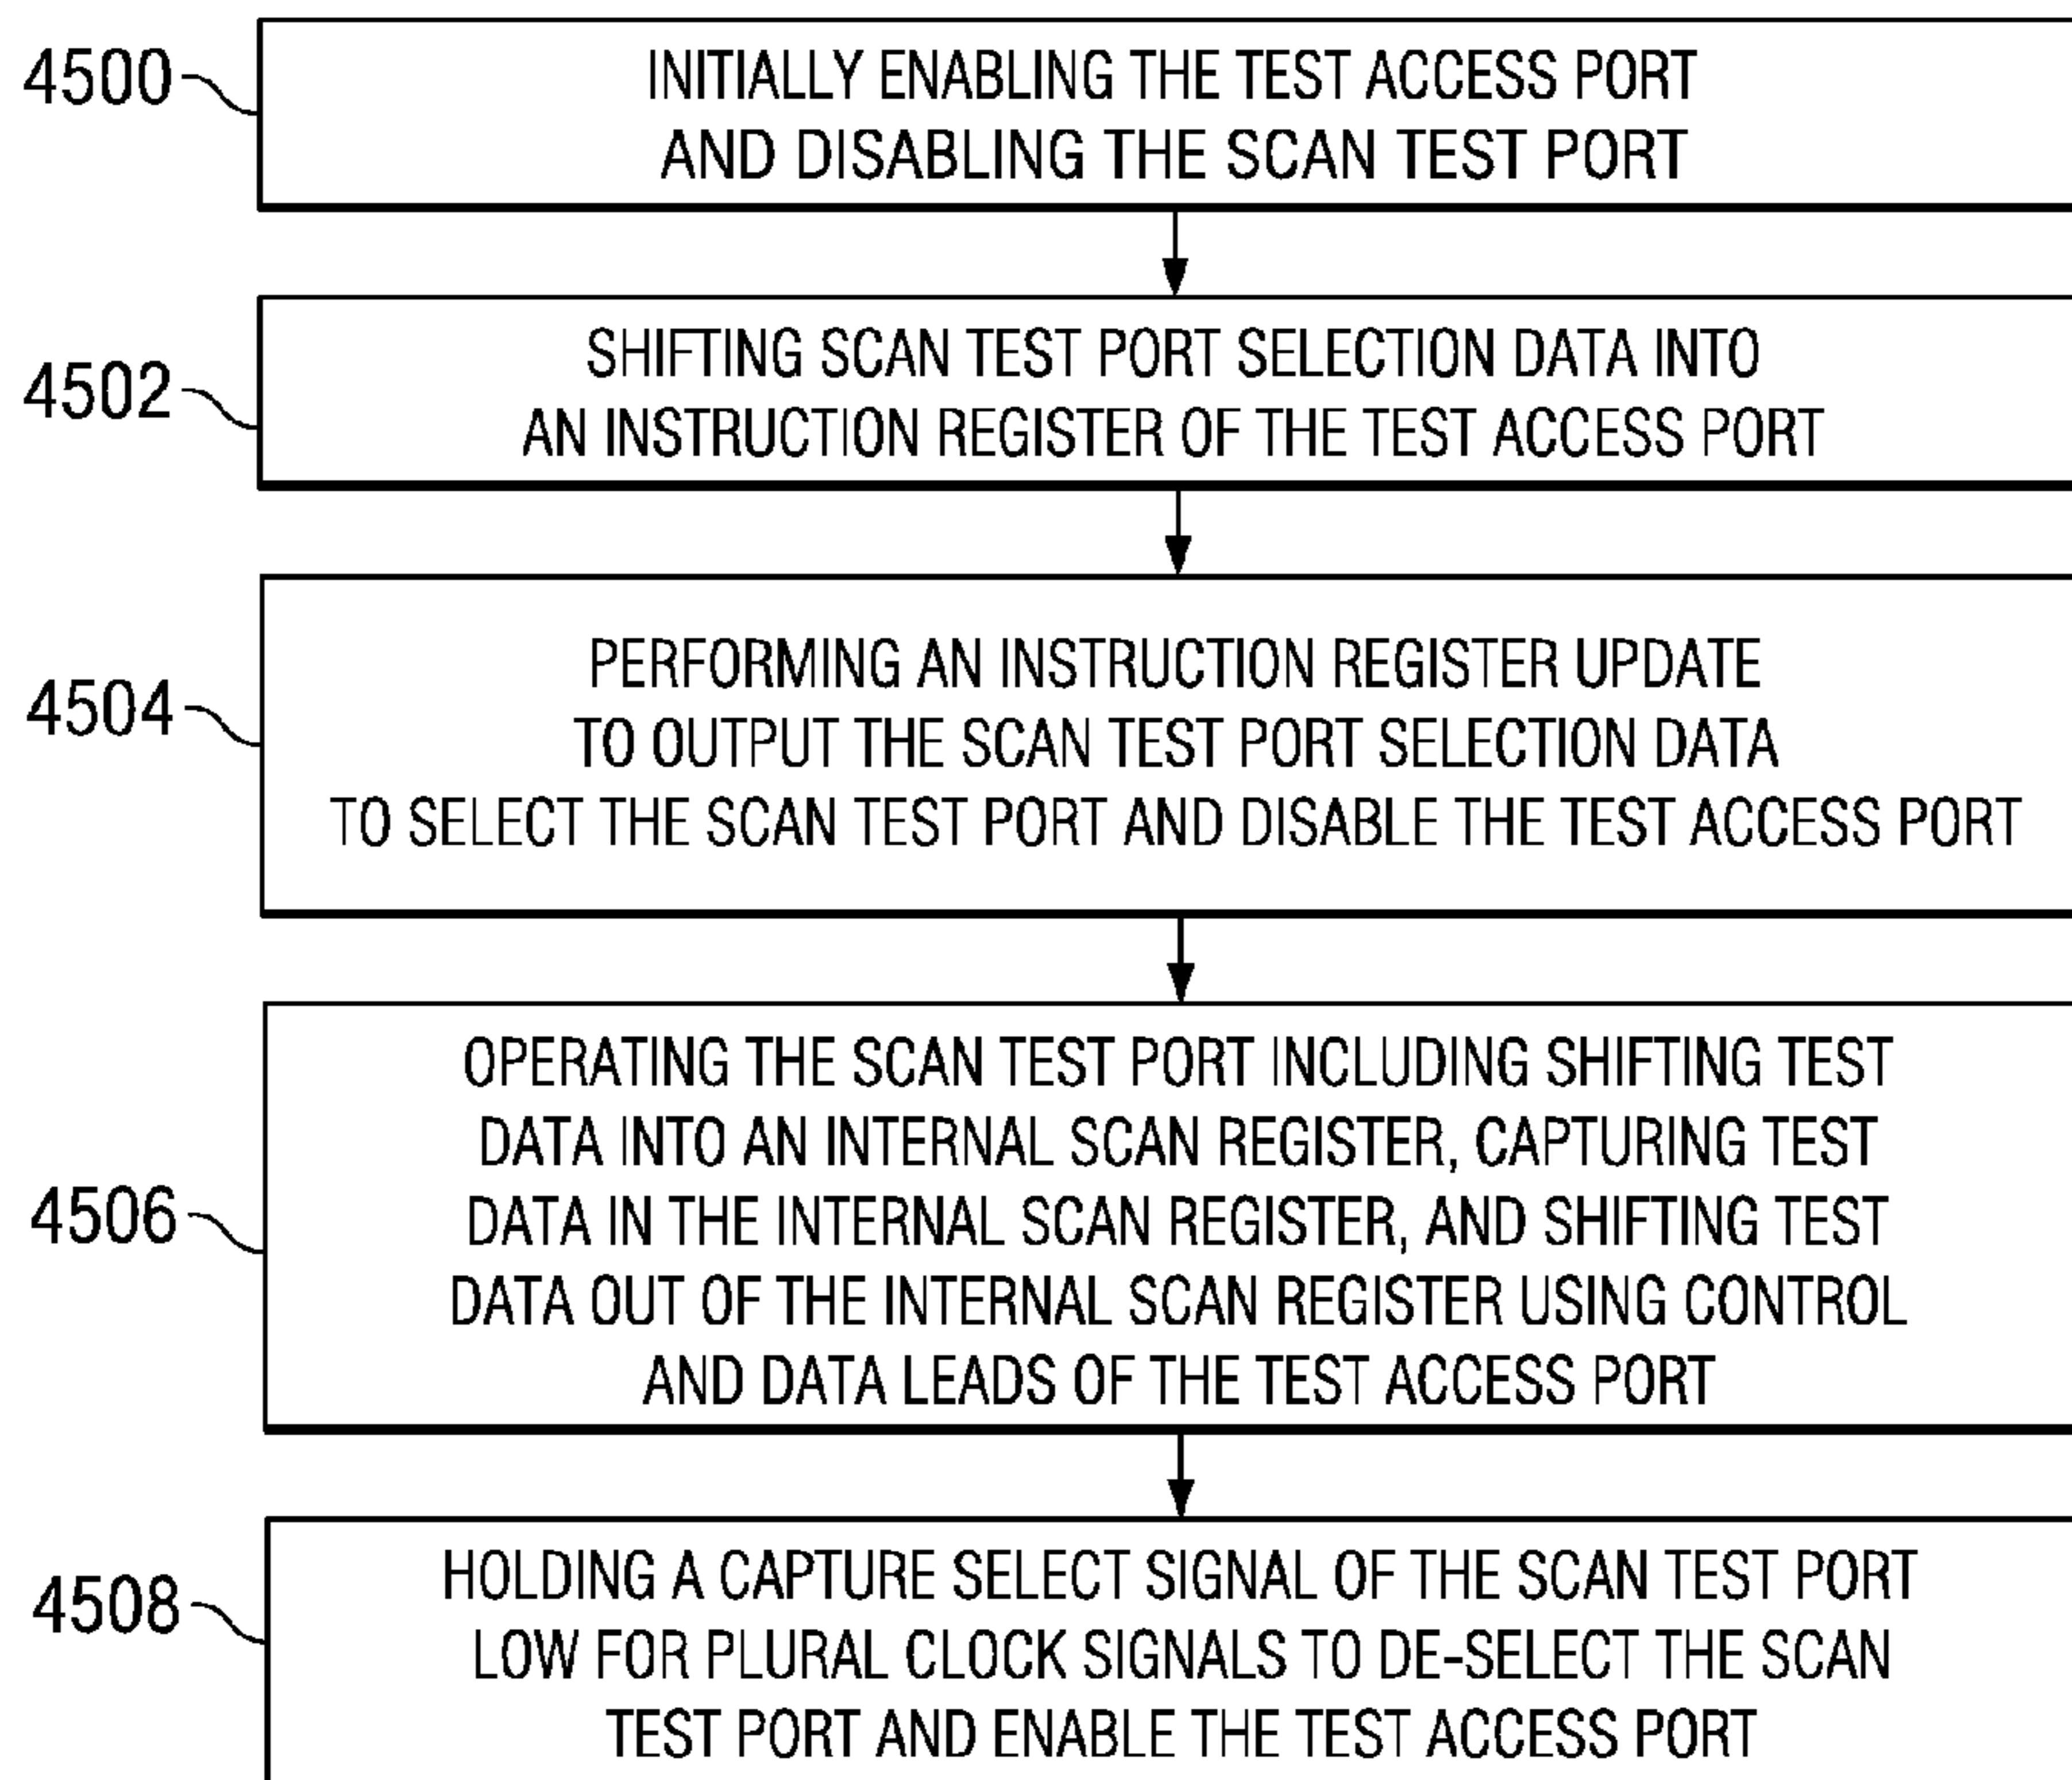 4500
INITIALLY ENABLING THE TEST ACCESS PORT
AND DISABLING THE SCAN TEST PORT
4502
SHIFTING SCAN TEST PORT SELECTION DATA INTO
AN INSTRUCTION REGISTER OF THE TEST ACCESS PORT
4504
PERFORMING AN INSTRUCTION REGISTER UPDATE
TO OUTPUT THE SCAN TEST PORT SELECTION DATA
TO SELECT THE SCAN TEST PORT AND DISABLE THE TEST ACCESS PORT
4506
OPERATING THE SCAN TEST PORT INCLUDING SHIFTING TEST
DATA INTO AN INTERNAL SCAN REGISTER, CAPTURING TEST
DATA IN THE INTERNAL SCAN REGISTER, AND SHIFTING TEST
DATA OUT OF THE INTERNAL SCAN REGISTER USING CONTROL
AND DATA LEADS OF THE TEST ACCESS PORT
4508
HOLDING A CAPTURE SELECT SIGNAL OF THE SCAN TEST PORT
LOW FOR PLURAL CLOCK SIGNALS TO DE-SELECT THE SCAN
TEST PORT AND ENABLE THE TEST ACCESS PORT